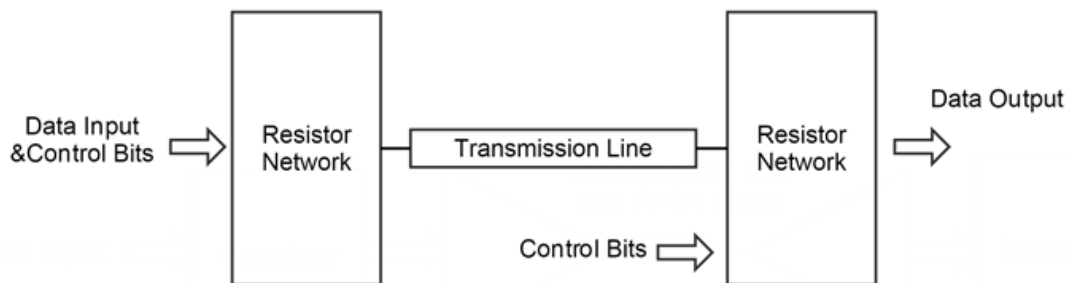 Data Input
&Control Bits
Resistor
Network
Transmission Line
Resistor
Network
Data Output
Control Bits